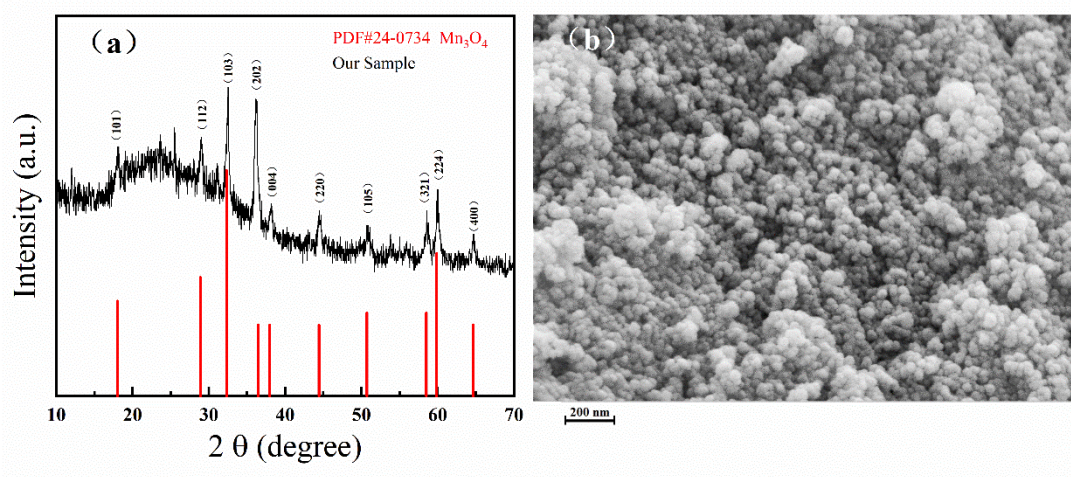 (a)
PDF#24-0734 Mn₃O₄
Our Sample
(101)
(112)
(103)
(202)
(004)
(220)
(105)
(321)
(224)
(400)
Intensity (a.u.)
10 20 30 40 50 60 70
2 θ (degree)
(b)
200 nm